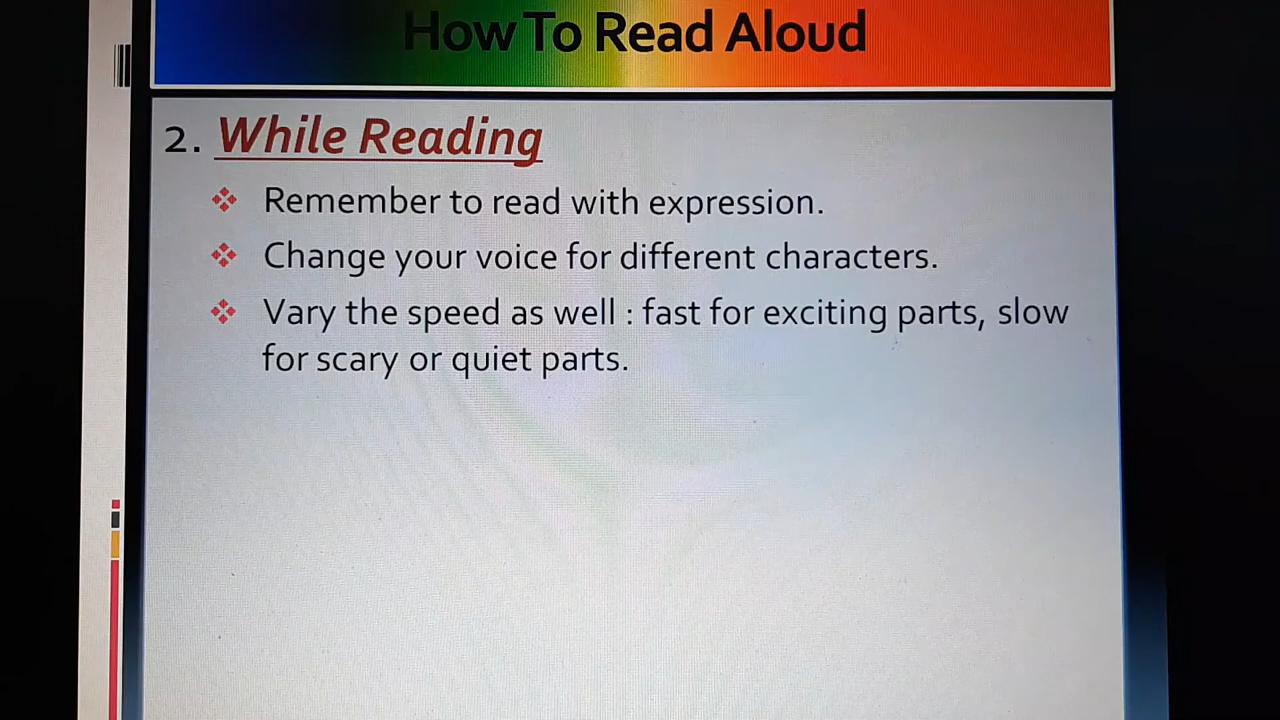 How To Read Aloud
2. While Reading
Remember to read with expression.
Change your voice for different characters.
Vary the speed as well : fast for exciting parts, slow
for scary or quiet parts.